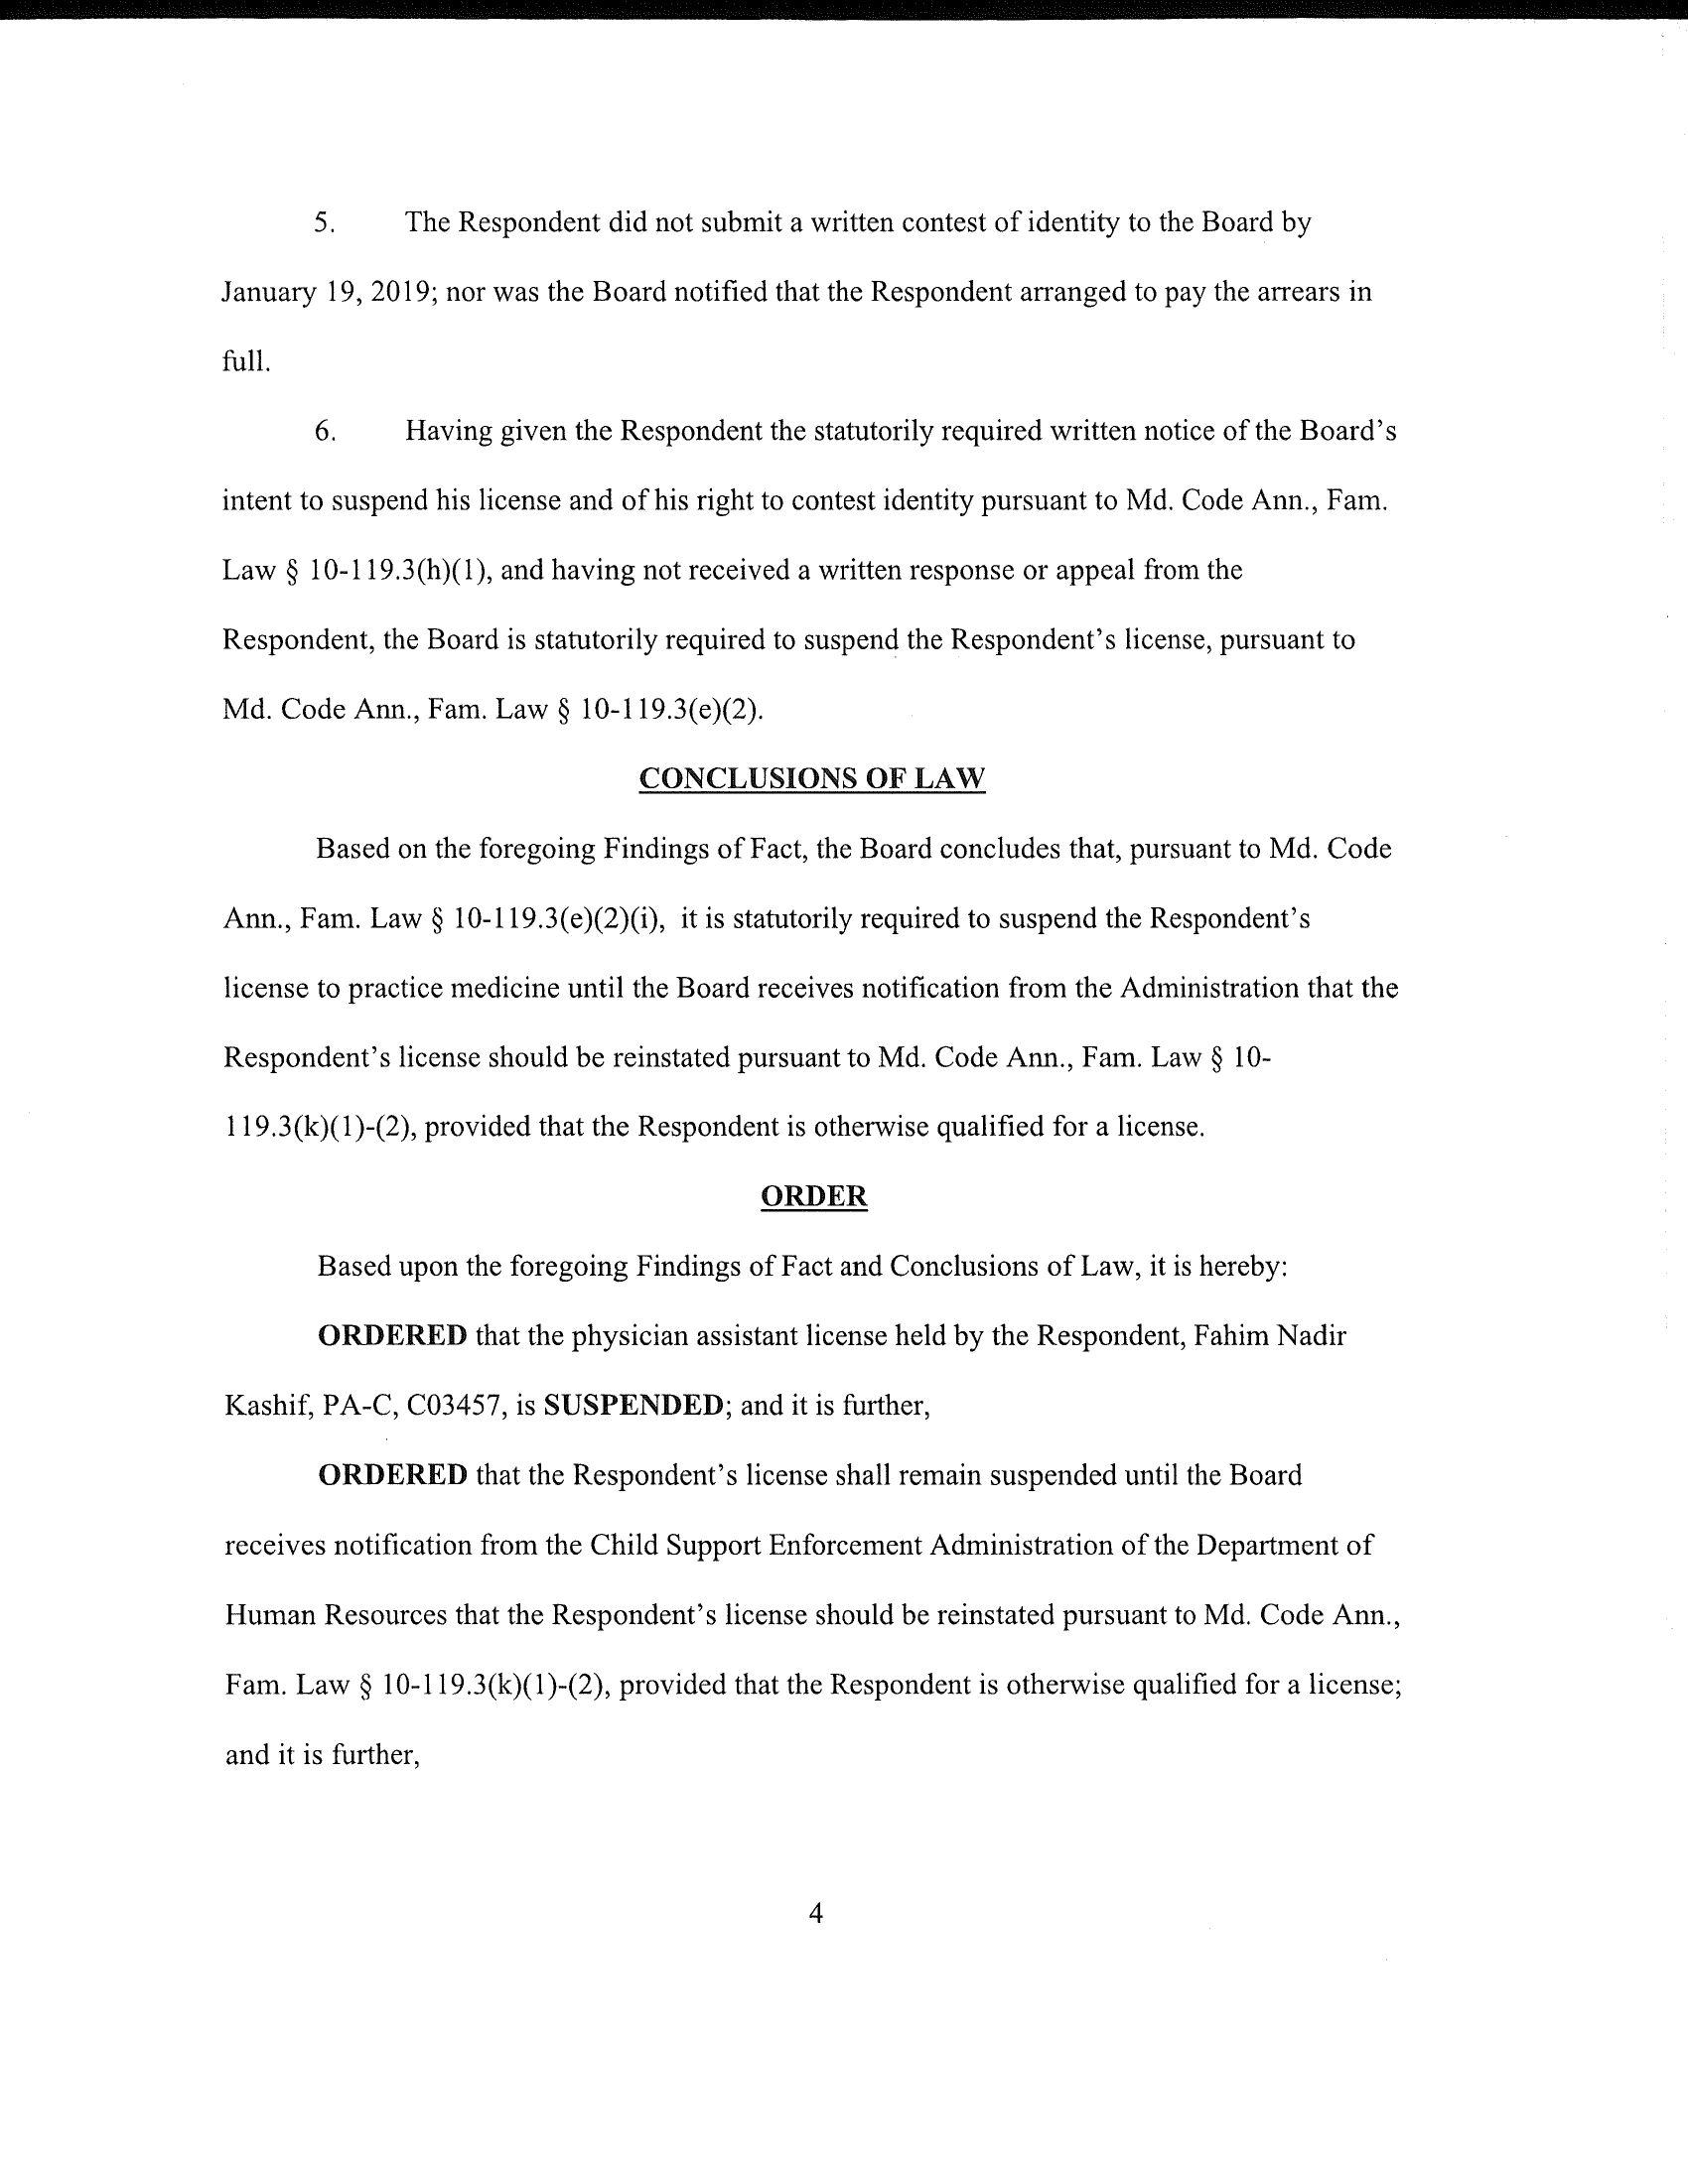 5. The Respondent did not submit a written contest of identity to the Board by
January 19, 2019; nor was the Board notified that the Respondent arranged to pay the arrears in
full.
6. Having given the Respondent the statutorily required written notice of the Board's
intent to suspend his license and of his right to contest identity pursuant to Md. Code Ann., Fam.
Law § 10-119.3(h)(1), and having not received a written response or appeal from the
Respondent, the Board is statutorily required to suspend the Respondent's license, pursuant to
Md. Code Ann., Fam. Law § 10-119.3(e)(2).
CONCLUSIONS OF LAW
Based on the foregoing Findings of Fact, the Board concludes that, pursuant to Md. Code
Ann., Fam. Law § 10-119.3(e)(2)(i), it is statutorily required to suspend the Respondent's
license to practice medicine until the Board receives notification from the Administration that the
Respondent's license should be reinstated pursuant to Md. Code Ann., Fam. Law § 10-
119.3(k)(1)-(2), provided that the Respondent is otherwise qualified for a license.
ORDER
Based upon the foregoing Findings of Fact and Conclusions of Law, it is hereby:
ORDERED that the physician assistant license held by the Respondent, Fahim Nadir
Kashif, PA-C, C03457, is SUSPENDED; and it is further,
ORDERED that the Respondent's license shall remain suspended until the Board
receives notification from the Child Support Enforcement Administration of the Department of
Human Resources that the Respondent's license should be reinstated pursuant to Md. Code Ann.,
Fam. Law § 10-119.3(k)(1)-(2), provided that the Respondent is otherwise qualified for a license;
and it is further,
4